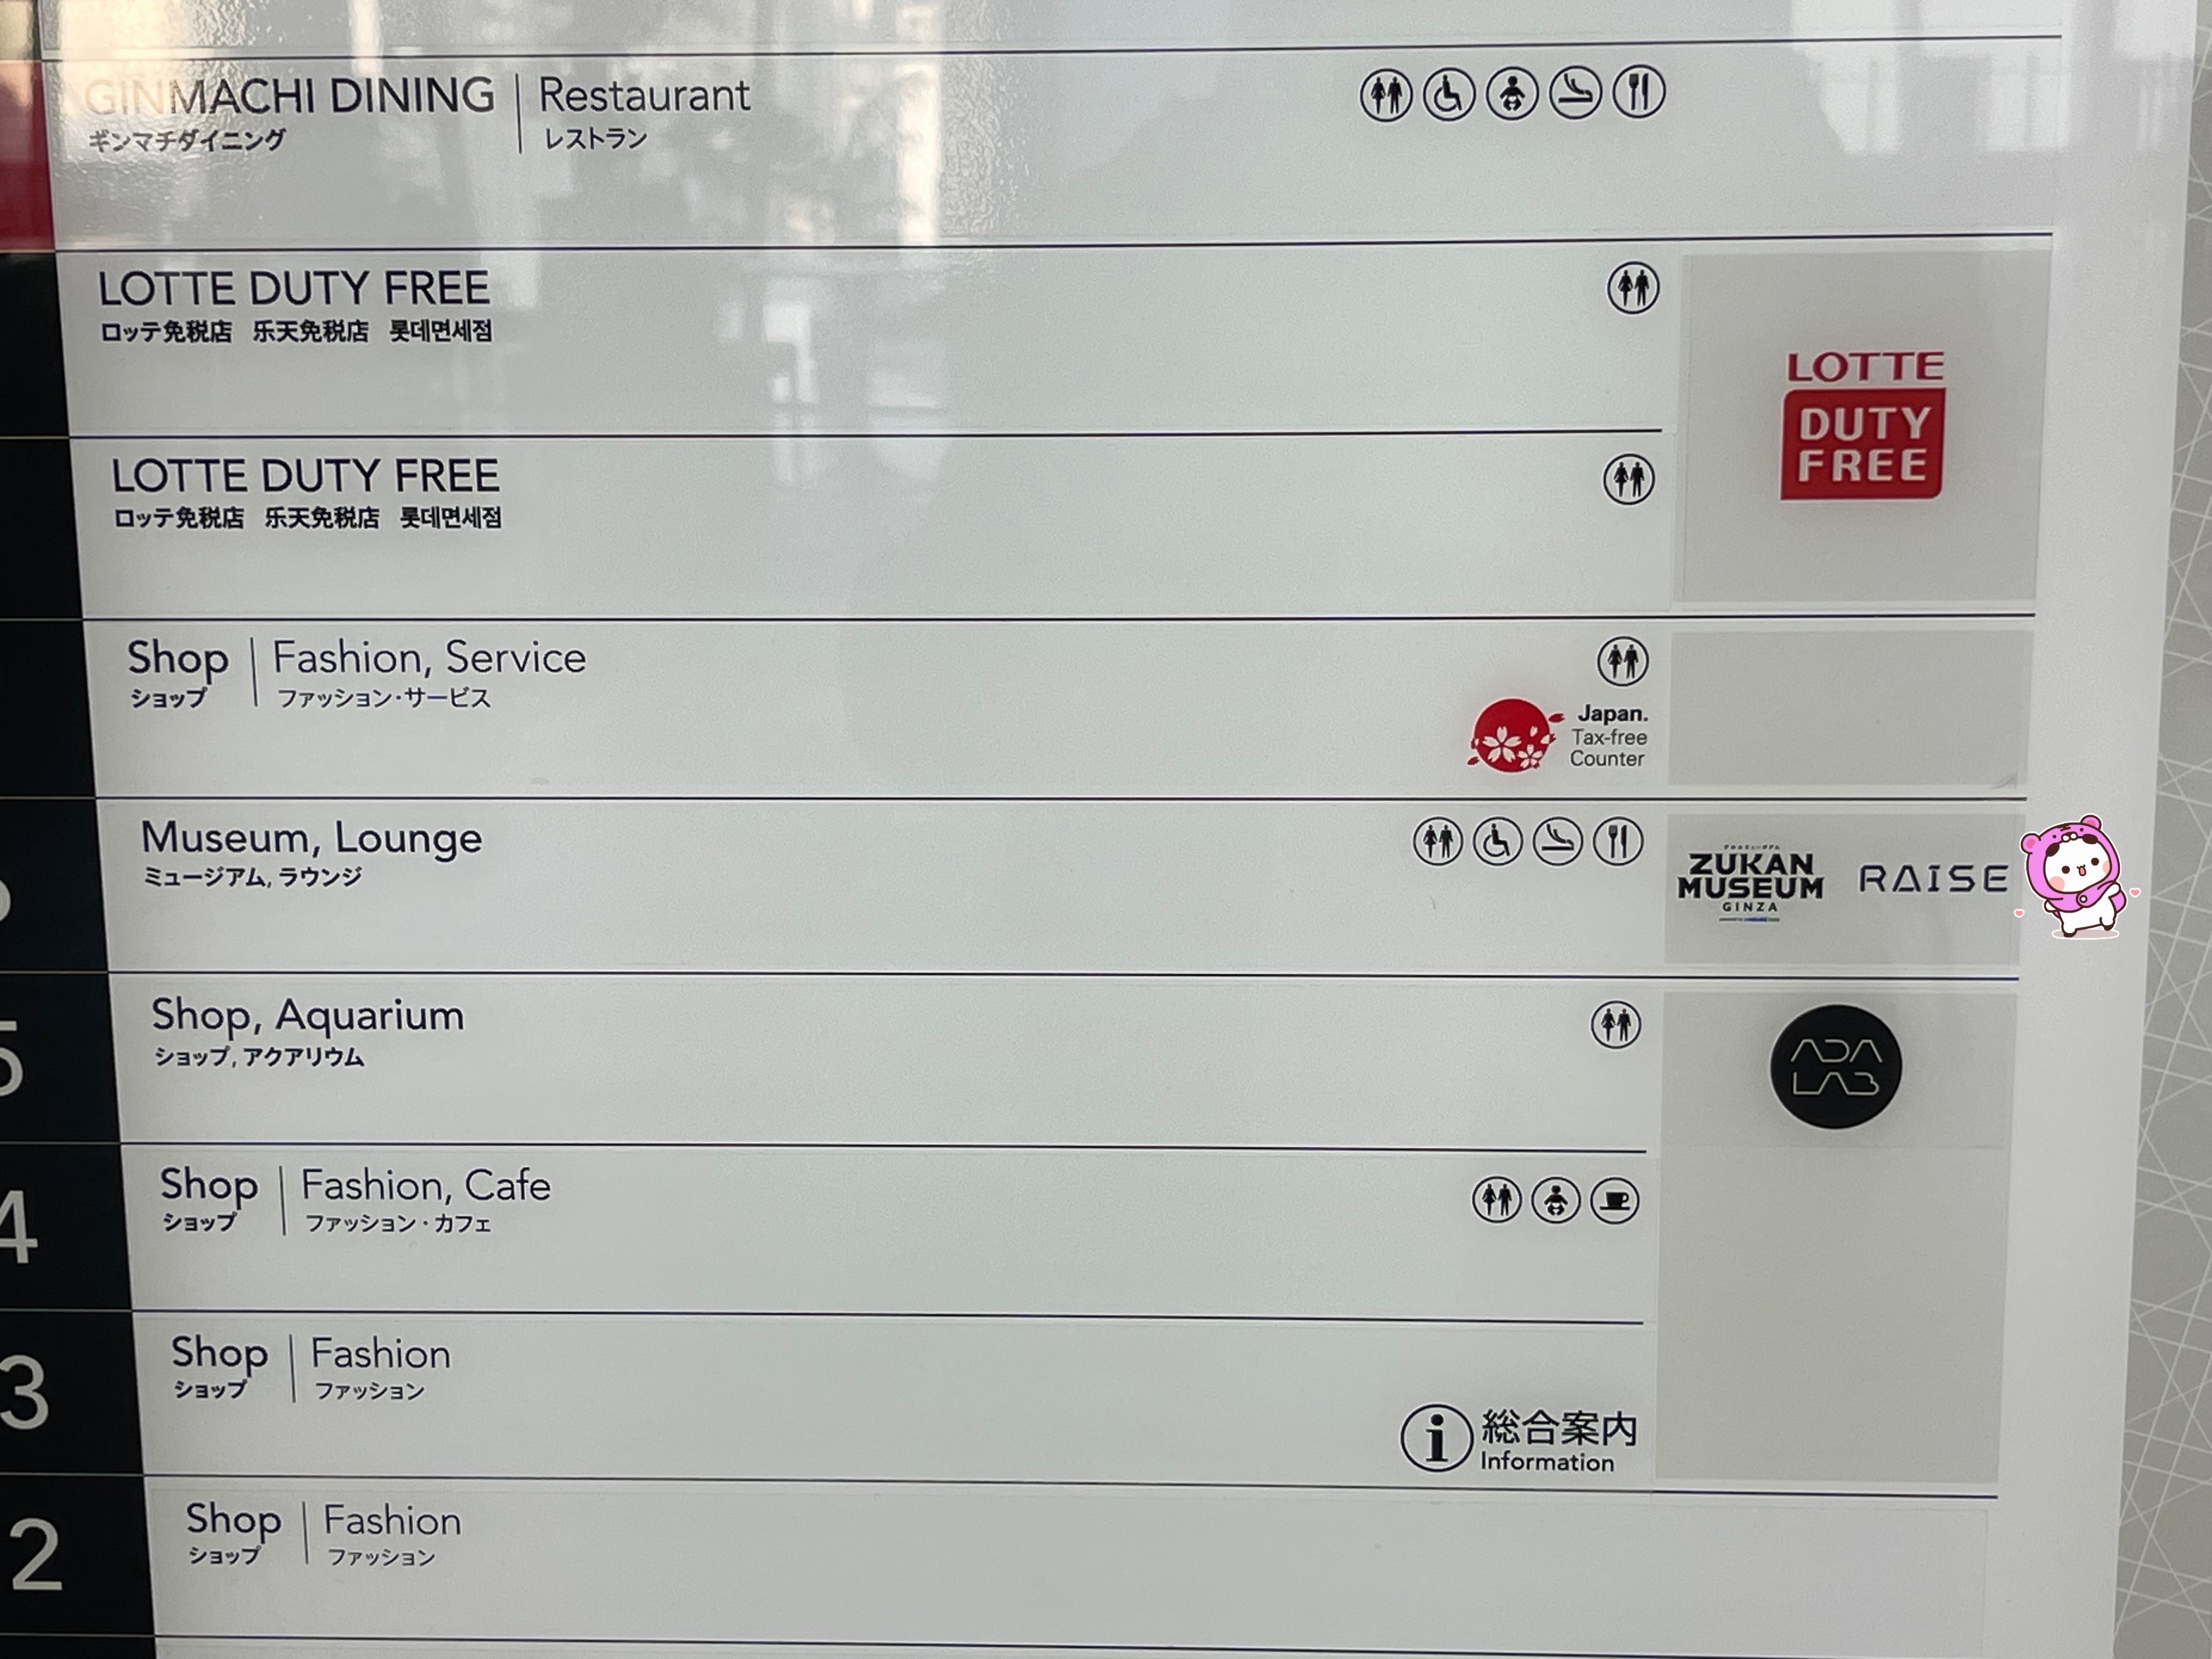 GINMACHI DINING | Restaurant
ギンマチダイニング レストラン
LOTTE DUTY FREE
ロッテ免税店 乐天免税店 롯데면세점
LOTTE
DUTY
FREE
LOTTE DUTY FREE
ロッテ免税店 乐天免税店 롯데면세점
Shop | Fashion, Service
ショップ ファッション・サービス
Japan.
Tax-free
Counter
Museum, Lounge
ミュージアム, ラウンジ
ZUKAN
MUSEUM
GINZA
RAISE
5
Shop, Aquarium
ショップ, アクアリウム
ADA
LAB
4
Shop | Fashion, Cafe
ショップ ファッション・カフェ
3
Shop | Fashion
ショップ ファッション
i 総合案内
Information
2
Shop | Fashion
ショップ ファッション